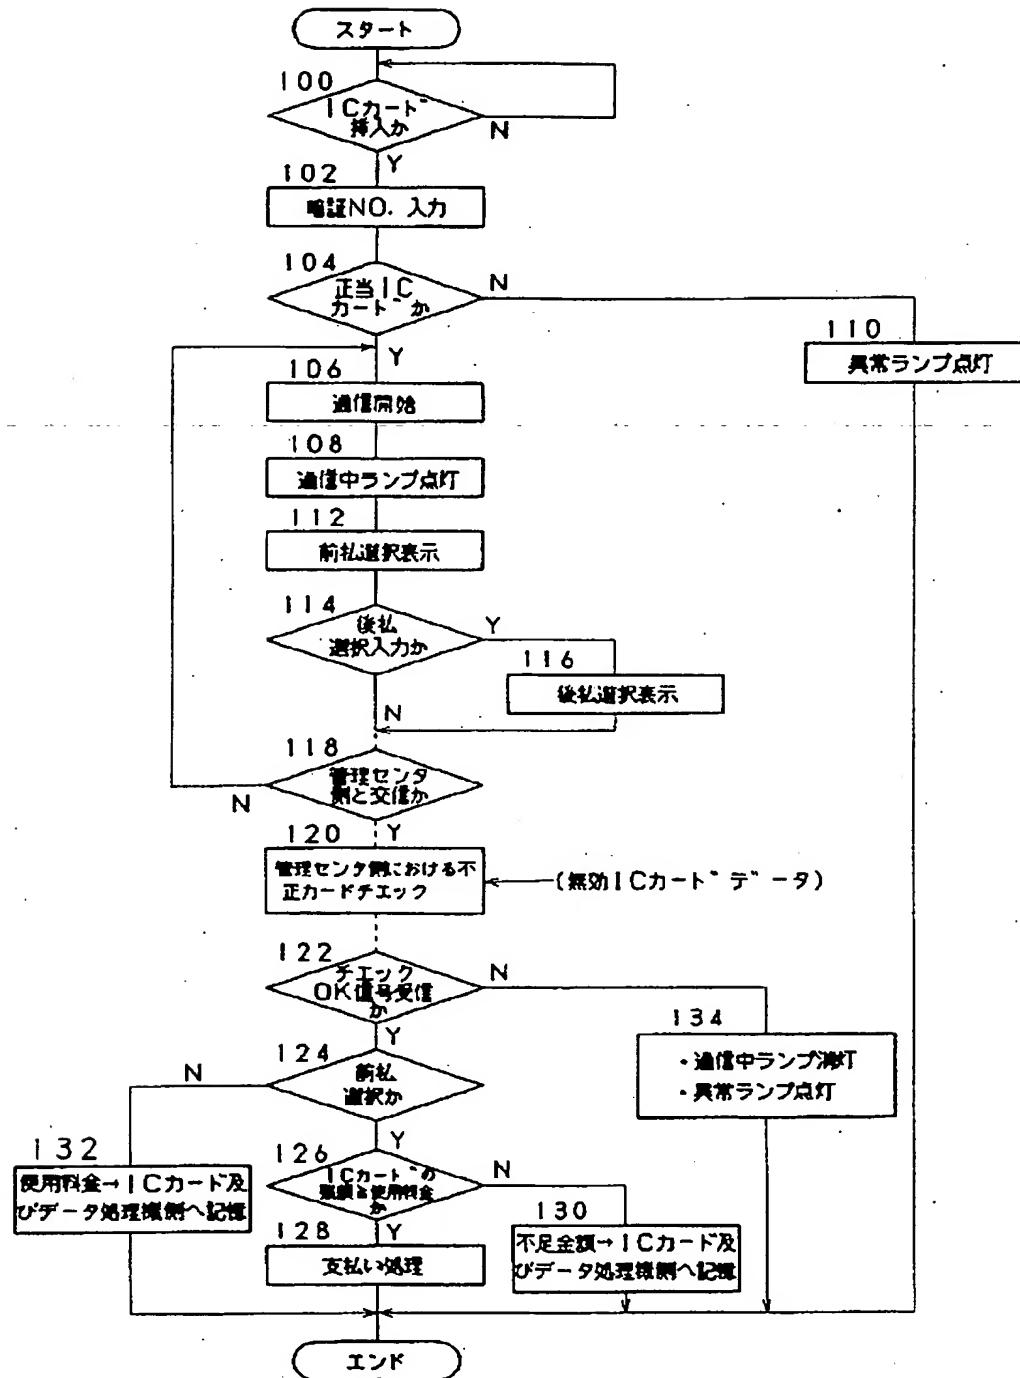 スタート
100
ICカード
挿入か
N
Y
102
暗証NO. 入力
104
正当IC
カードか
N
Y
110
異常ランプ点灯
106
通信開始
108
通信中ランプ点灯
112
前払選択表示
114
後払
選択入力か
Y
N
116
後払選択表示
118
管理センタ
側と交信か
N
Y
120
管理センタ側における不
正カードチエック
(無効ICカードデータ)
122
チエック
OK信号受信
か
N
Y
134
・通信中ランプ消灯
・異常ランプ点灯
124
前払
選択か
N
Y
132
使用料金→ICカード及
びデータ処理機側へ記憶
126
ICカードの
残額≧使用料金
か
N
Y
130
不足金額→ICカード及
びデータ処理機側へ記憶
128
支払い処理
エンド